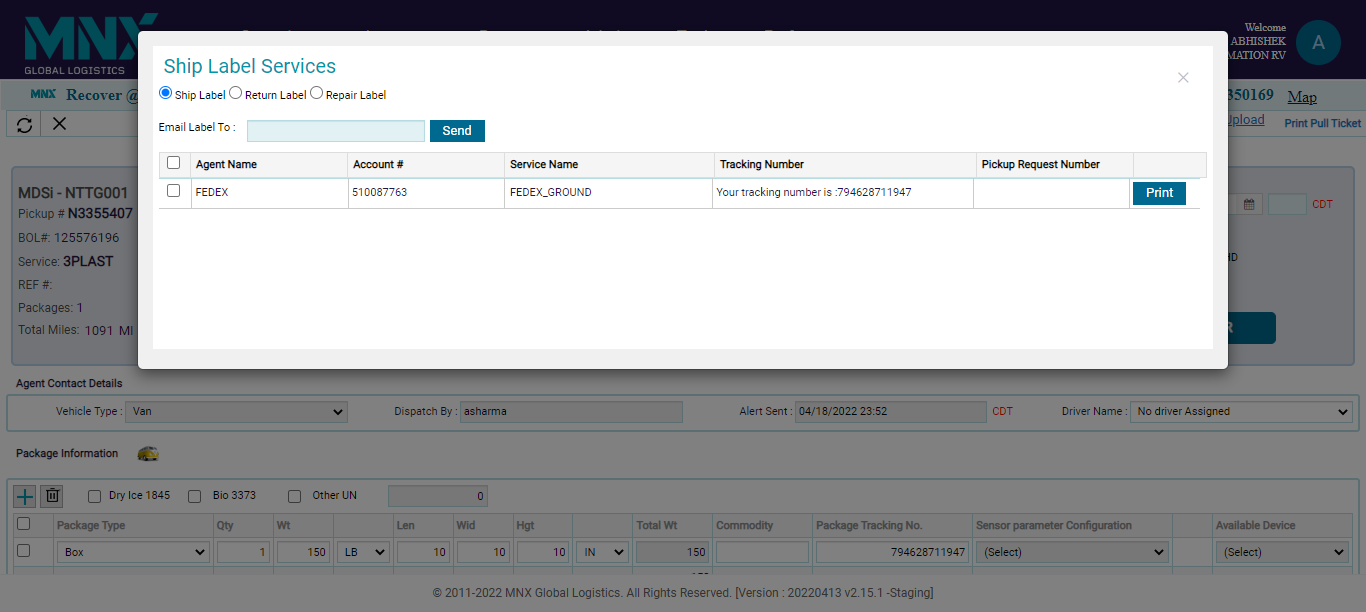 MNX
GLOBAL LOGISTICS
Welcome
ABHISHEK
MATION RV
A
MNX Recover @
350169 Map
Upload Print Pull Ticket
Ship Label Services
Ship Label Return Label Repair Label
Email Label To : Send
Agent Name Account # Service Name Tracking Number Pickup Request Number
FEDEX 510087763 FEDEX_GROUND Your tracking number is :794628711947 Print
MDSi - NTTG001
Pickup # N3355407
BOL#: 125576196
Service: 3PLAST
REF #:
Packages: 1
Total Miles: 1091 MI
CDT
HD
R
Agent Contact Details
Vehicle Type : Van Dispatch By : asharma Alert Sent : 04/18/2022 23:52 CDT Driver Name : No driver Assigned
Package Information
Dry Ice 1845 Bio 3373 Other UN 0
Package Type Qty Wt Len Wid Hgt Total Wt Commodity Package Tracking No. Sensor parameter Configuration Available Device
Box 1 150 LB 10 10 10 IN 150 794628711947 (Select) (Select)
© 2011-2022 MNX Global Logistics. All Rights Reserved. [Version : 20220413 v2.15.1 -Staging]